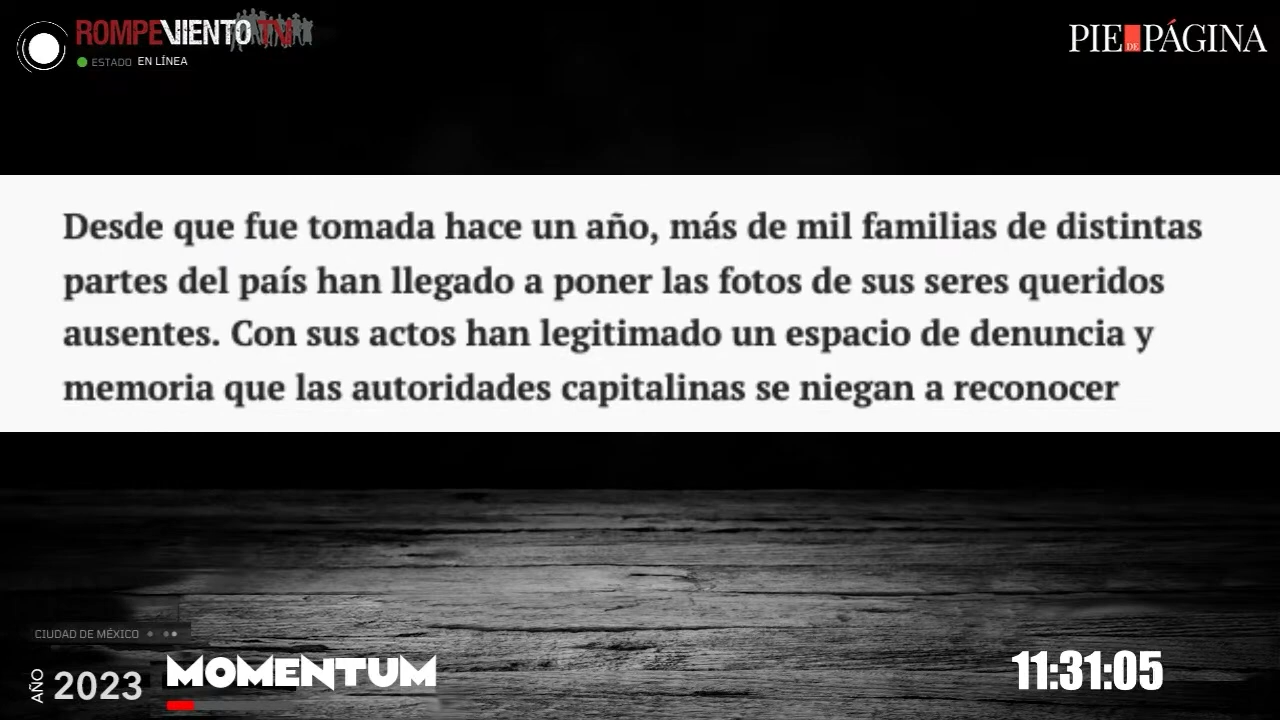 ROMPEVIENTO TV
ESTADO EN LÍNEA
PIE DE PÁGINA
Desde que fue tomada hace un año, más de mil familias de distintas
partes del país han llegado a poner las fotos de sus seres queridos
ausentes. Con sus actos han legitimado un espacio de denuncia y
memoria que las autoridades capitalinas se niegan a reconocer
CIUDAD DE MÉXICO
AÑO 2023
MOMENTUM
11:31:05